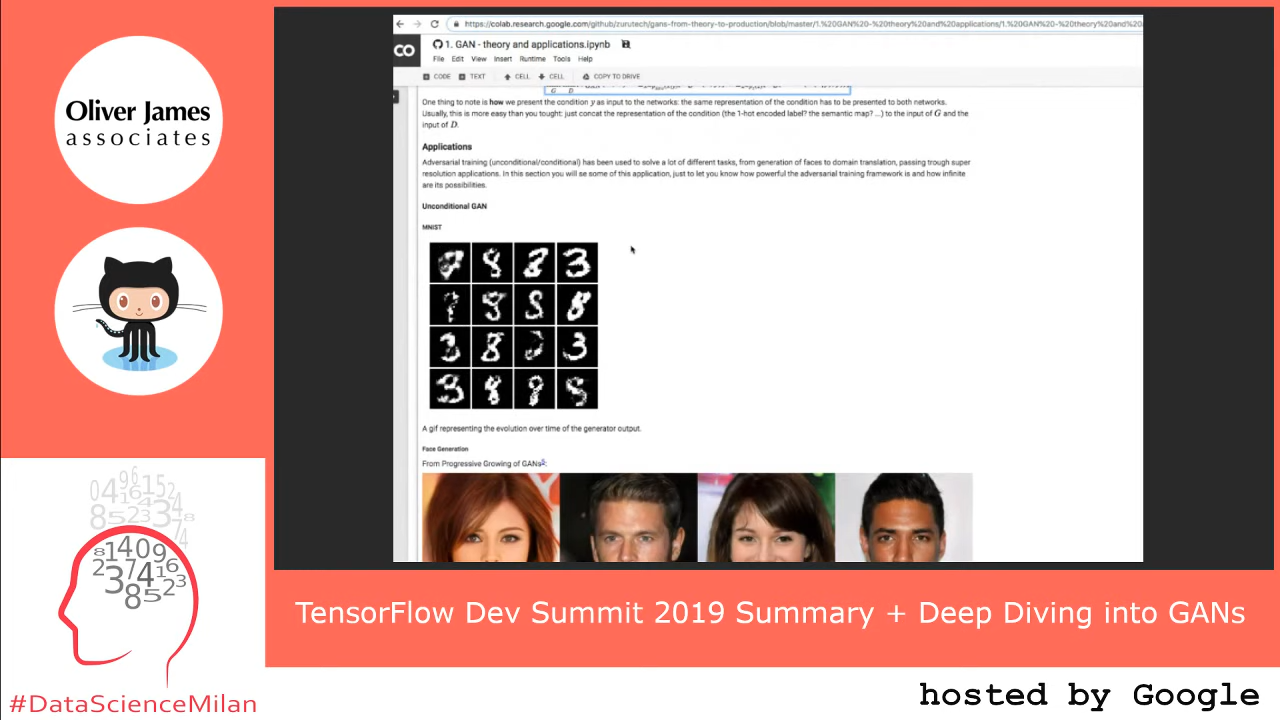 Oliver James
associates
https://colab.research.google.com/github/zurutech/gans-from-theory-to-production/blob/master/1.%20GAN%20-%20theory%20and%20applications/1.%20GAN%20-%20theory%20and%20
CO
1. GAN - theory and applications.ipynb
File Edit View Insert Runtime Tools Help
CODE TEXT CELL CELL COPY TO DRIVE
G D
One thing to note is how we present the condition y as input to the networks: the same representation of the condition has to be presented to both networks.
Usually, this is more easy than you tought: just concat the representation of the condition (the 1-hot encoded label? the semantic map? ...) to the input of G and the
input of D.
Applications
Adversarial training (unconditional/conditional) has been used to solve a lot of different tasks, from generation of faces to domain translation, passing trough super
resolution applications. In this section you will se some of this application, just to let you know how powerful the adversarial training framework is and how infinite
are its possibilities.
Unconditional GAN
MNIST
A gif representing the evolution over time of the generator output.
Face Generation
From Progressive Growing of GANs:
TensorFlow Dev Summit 2019 Summary + Deep Diving into GANs
#DataScienceMilan
hosted by Google